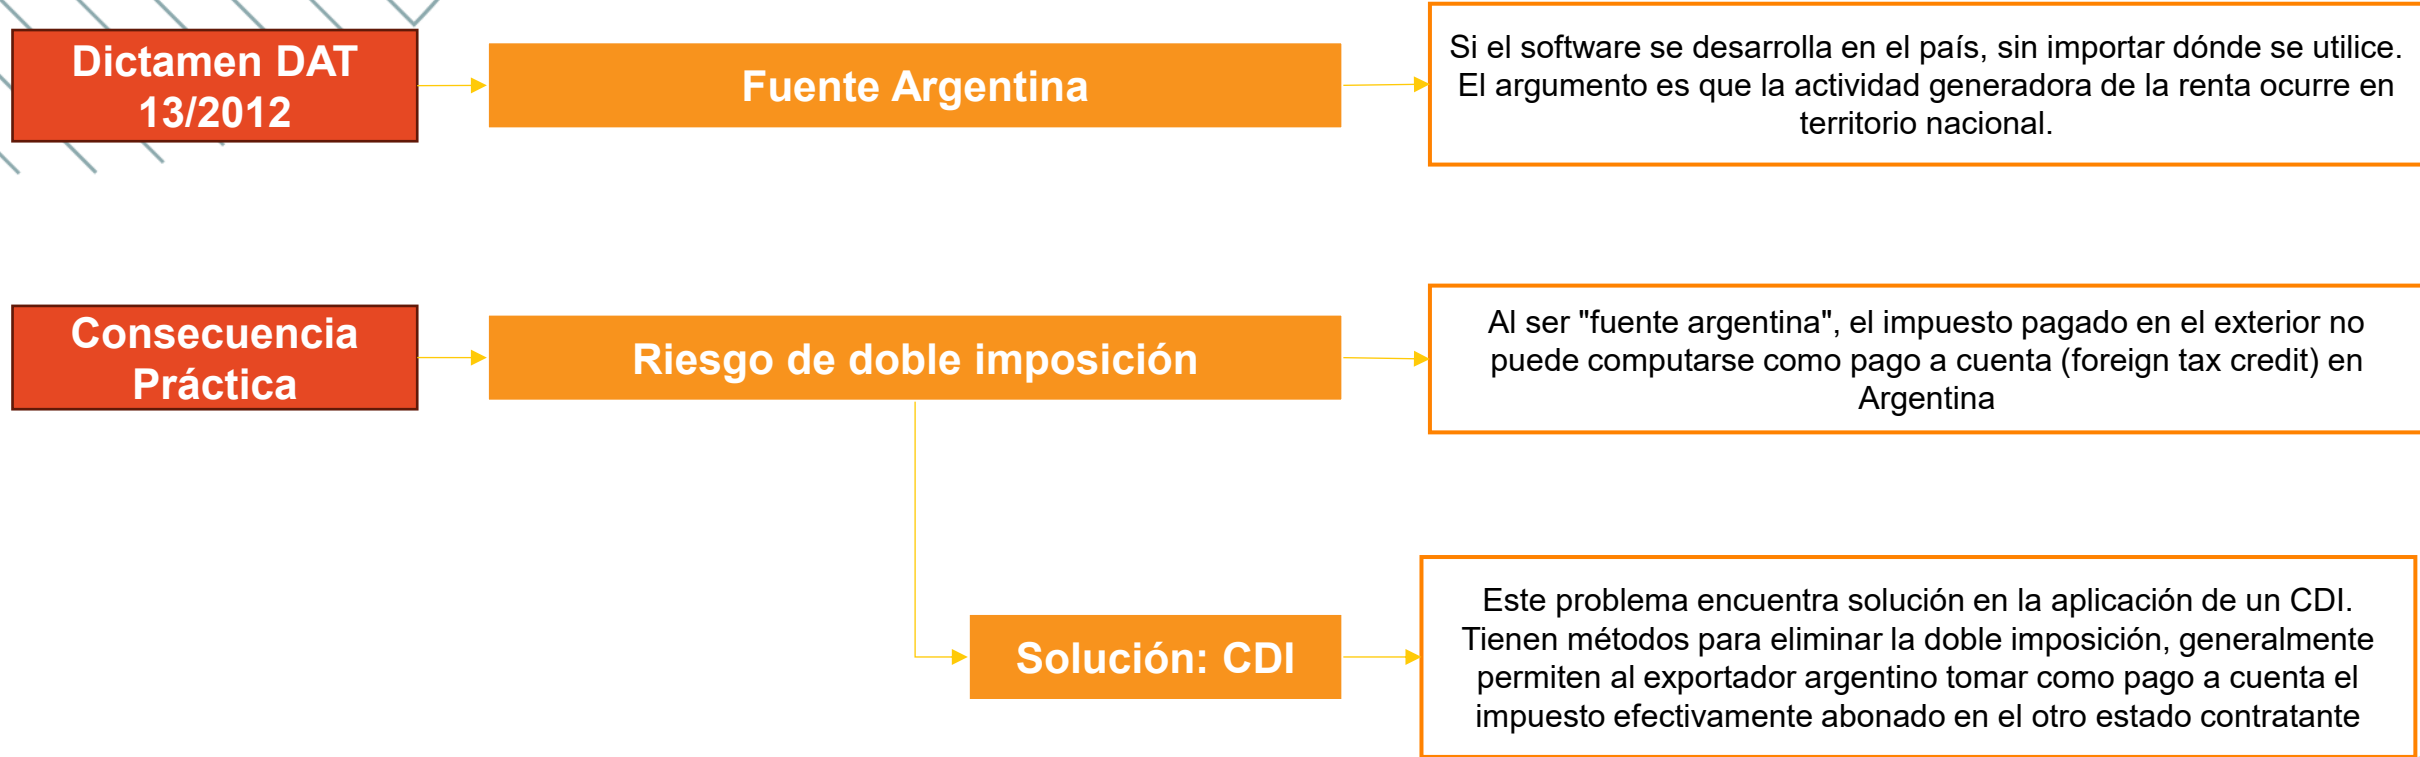 Dictamen DAT
13/2012
Fuente Argentina
Si el software se desarrolla en el país, sin importar dónde se utilice.
El argumento es que la actividad generadora de la renta ocurre en
territorio nacional.
Consecuencia
Práctica
Riesgo de doble imposición
Al ser "fuente argentina", el impuesto pagado en el exterior no
puede computarse como pago a cuenta (foreign tax credit) en
Argentina
Solución: CDI
Este problema encuentra solución en la aplicación de un CDI.
Tienen métodos para eliminar la doble imposición, generalmente
permiten al exportador argentino tomar como pago a cuenta el
impuesto efectivamente abonado en el otro estado contratante